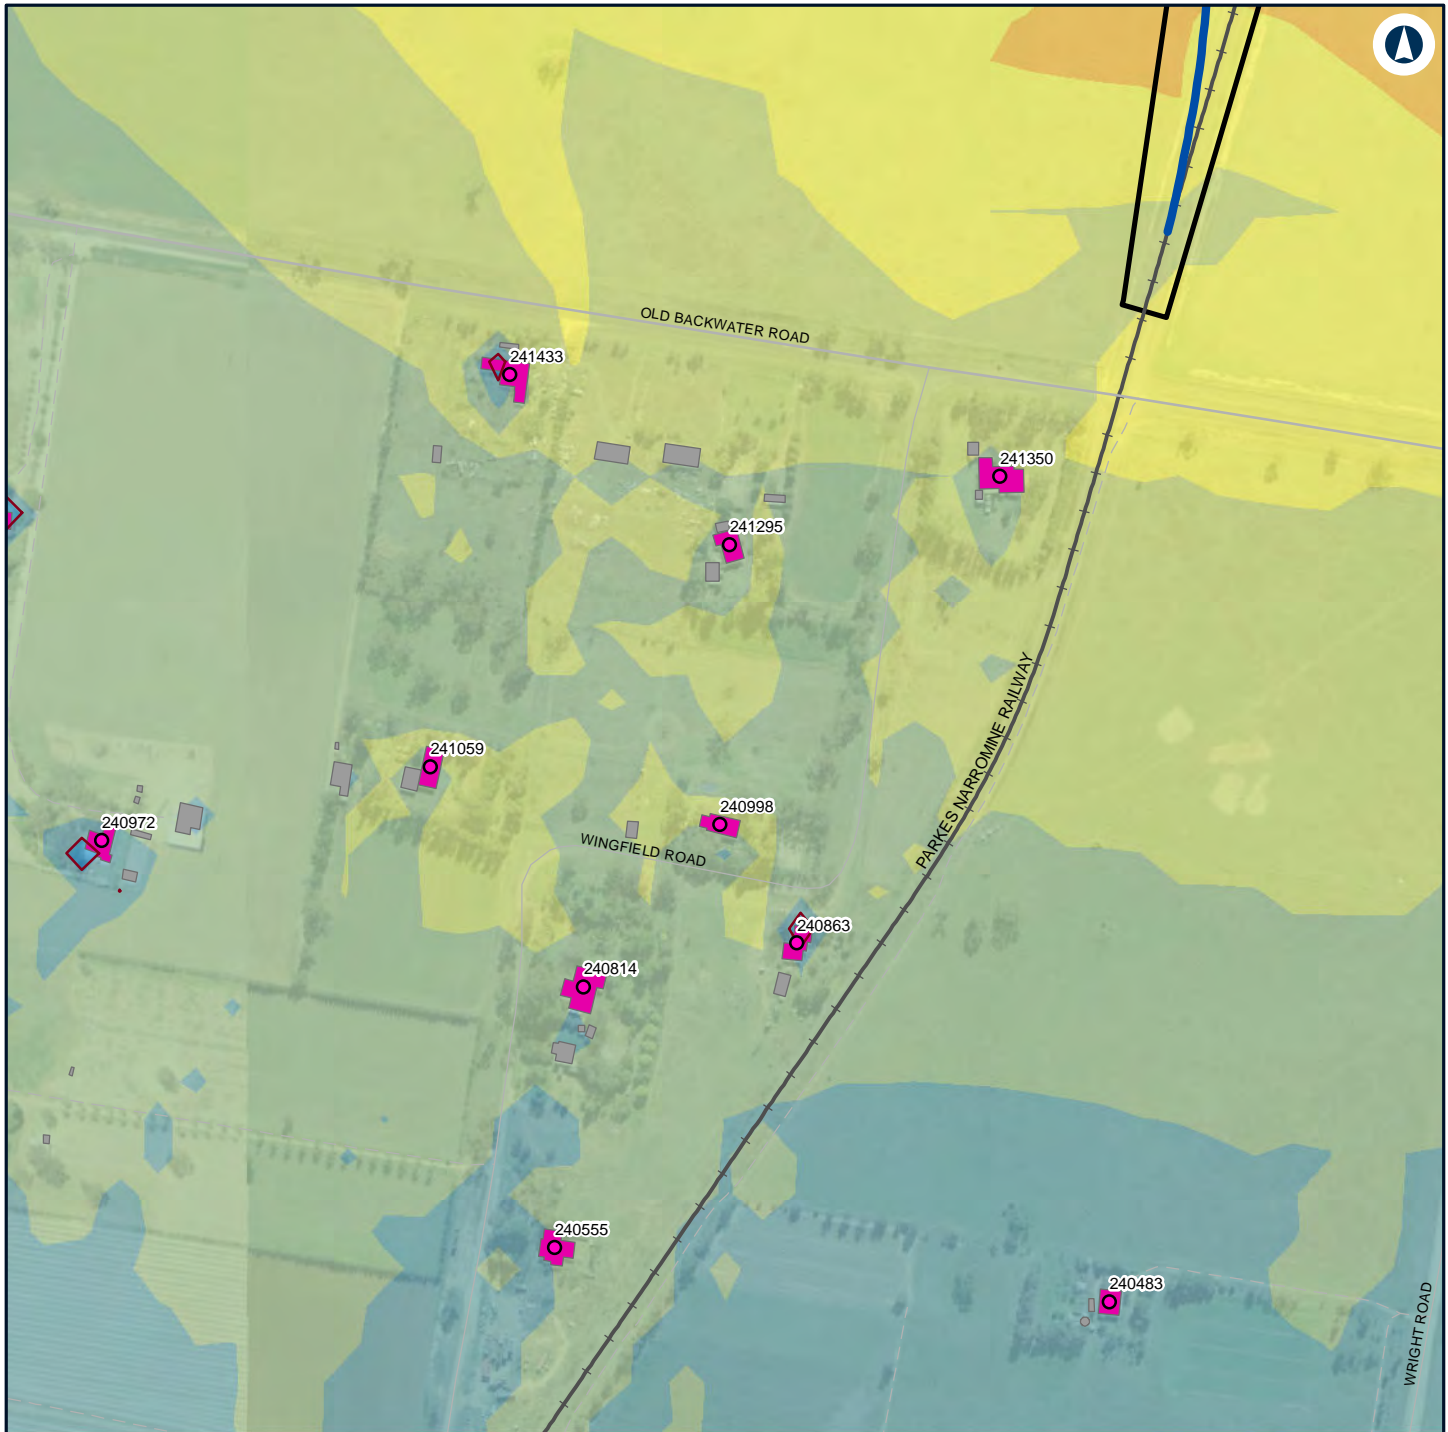 OLD BACKWATER ROAD
241433
241350
241295
PARKES NARROMINE RAILWAY
241059
240998
240972
WINGFIELD ROAD
240863
240814
240555
240483
WRIGHT ROAD